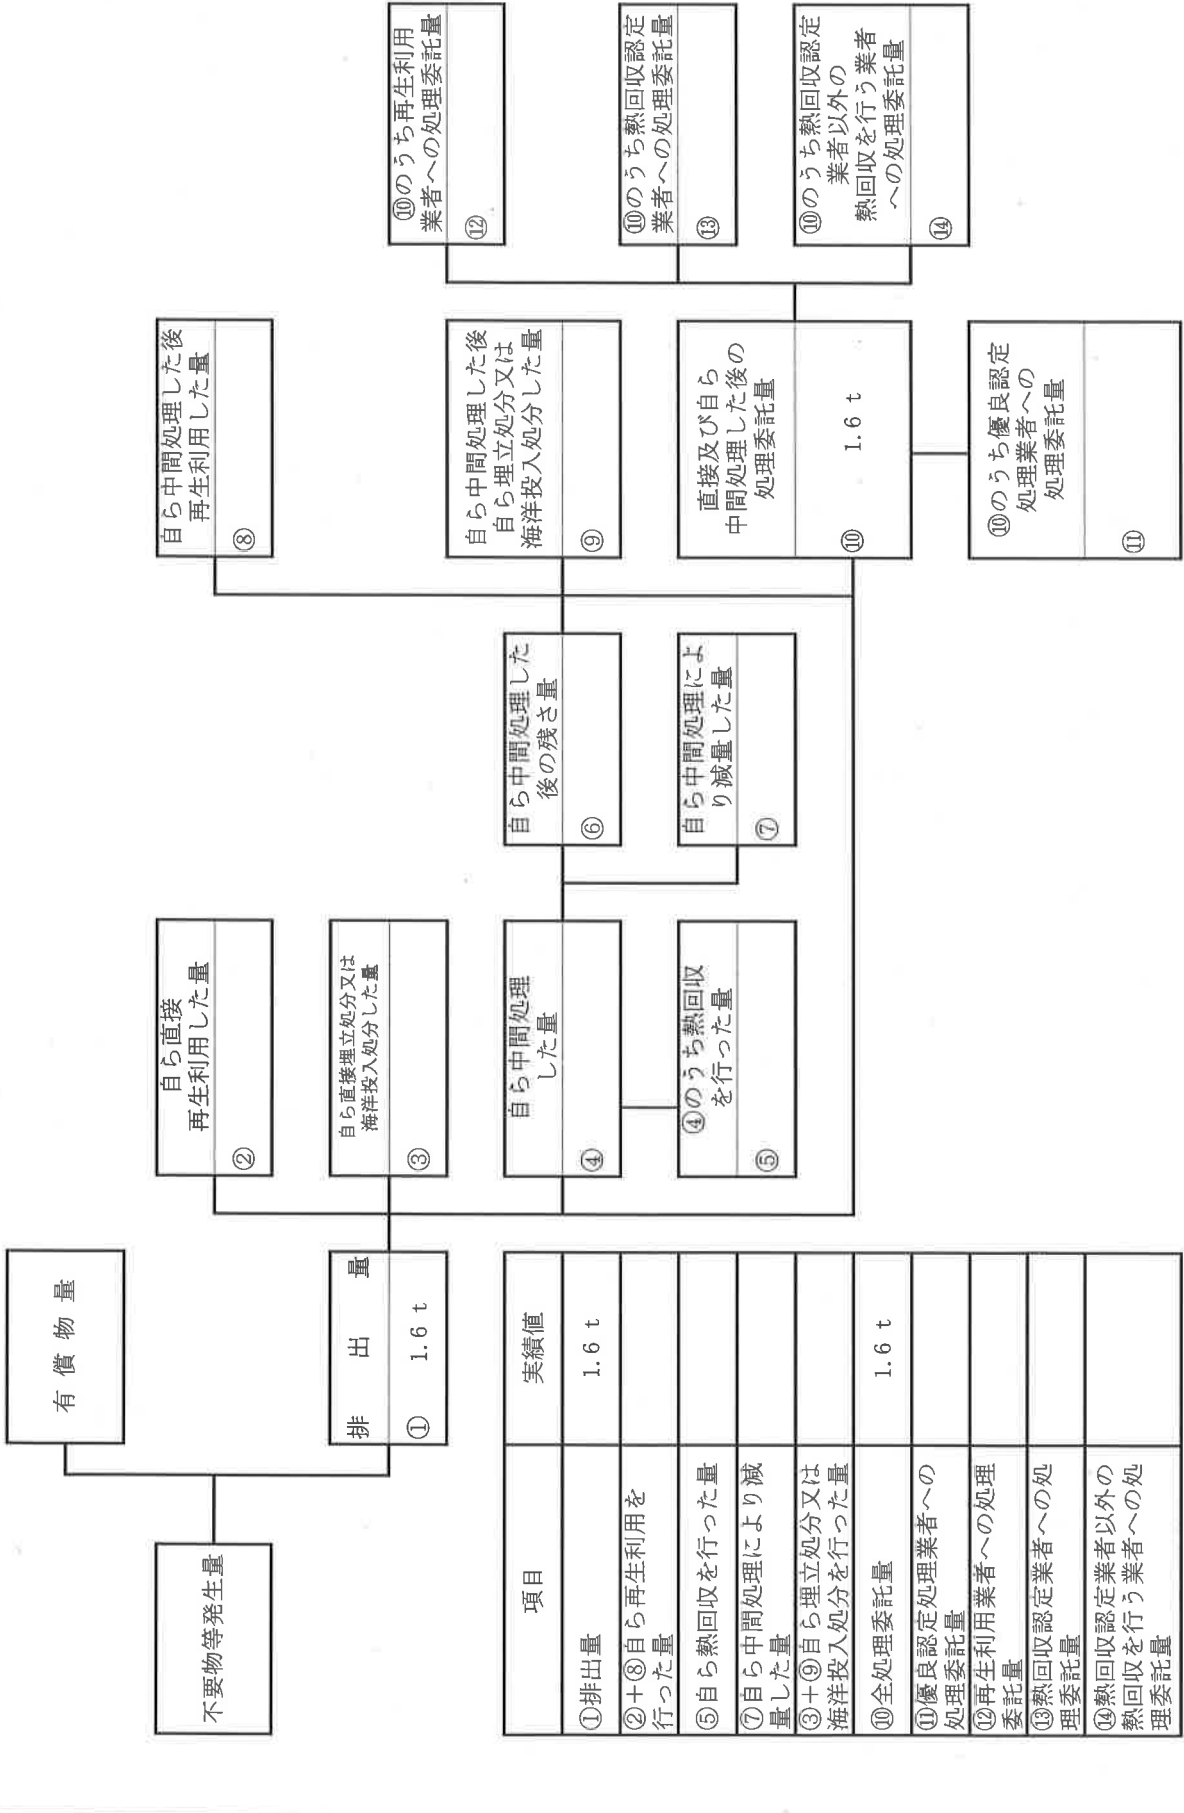 有償物量
不要物等発生量
排出量
① 1.6 t
自ら直接
再生利用した量
②
自ら直接埋立処分又は
海洋投入処分した量
③
自ら中間処理
した量
④
④のうち熱回収
を行った量
⑤
自ら中間処理した
後の残さ量
⑥
自ら中間処理によ
り減量した量
⑦
自ら中間処理した後
再生利用した量
⑧
自ら中間処理した後
自ら埋立処分又は
海洋投入処分した量
⑨
直接及び自ら
中間処理した後の
処理委託量
⑩ 1.6 t
⑩のうち優良認定
処理業者への
処理委託量
⑪
⑩のうち再生利用
業者への処理委託量
⑫
⑩のうち熱回収認定
業者への処理委託量
⑬
⑩のうち熱回収認定
業者以外の
熱回収を行う業者
への処理委託量
⑭
項目 実績値
①排出量 1.6 t
②+⑧自ら再生利用を
行った量
⑤自ら熱回収を行った量
⑦自ら中間処理により減
量した量
③+⑨自ら埋立処分又は
海洋投入処分を行った量
⑩全処理委託量 1.6 t
⑪優良認定処理業者への
処理委託量
⑫再生利用業者への処理
委託量
⑬熱回収認定業者への処
理委託量
⑭熱回収認定業者以外の
熱回収を行う業者への処
理委託量